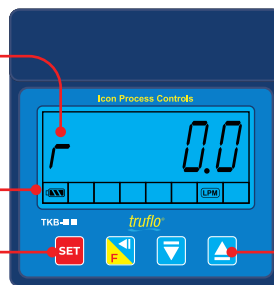 Icon Process Controls
r 0.0
LPM
TKB-■■ truflo®
SET F